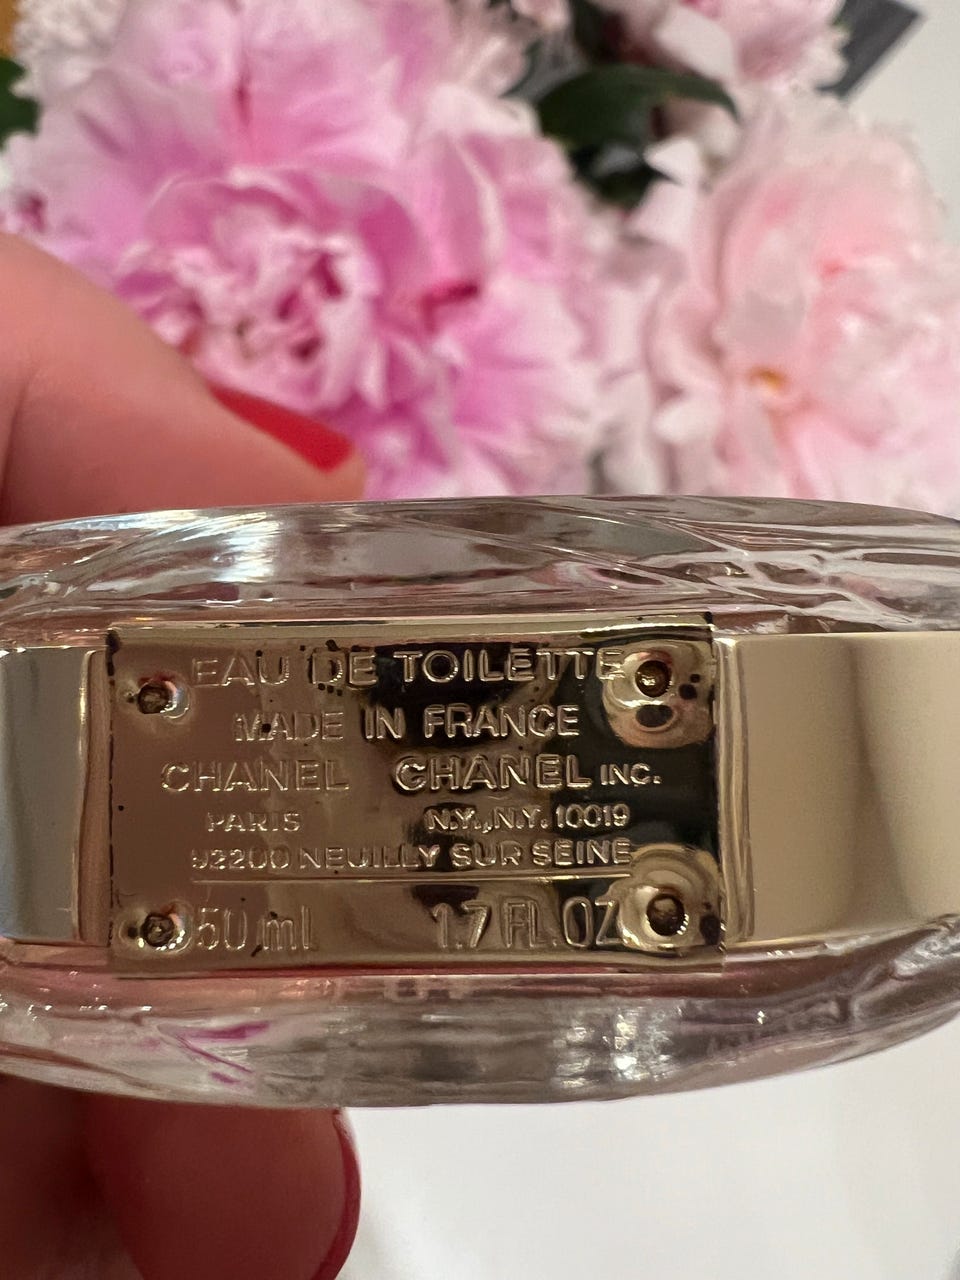 EAU DE TOILETTE
MADE IN FRANCE
CHANEL CHANEL INC.
PARIS N.Y., N.Y. 10019
92200 NEUILLY SUR SEINE
50 ml 1.7 FL.OZ